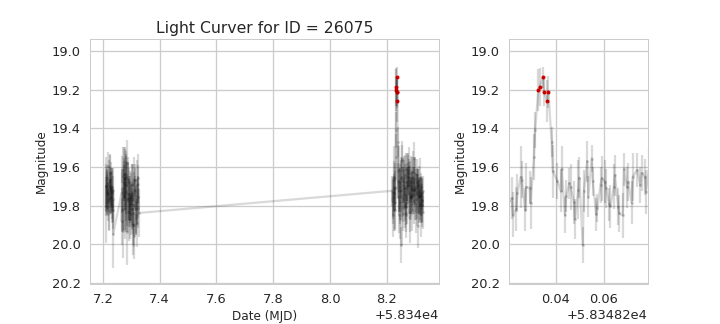 Light Curver for ID = 26075
Magnitude
19.0
19.2
19.4
19.6
19.8
20.0
20.2
7.2 7.4 7.6 7.8 8.0 8.2
Date (MJD)
+5.834e4
Magnitude
19.0
19.2
19.4
19.6
19.8
20.0
20.2
0.04 0.06
+5.83482e4